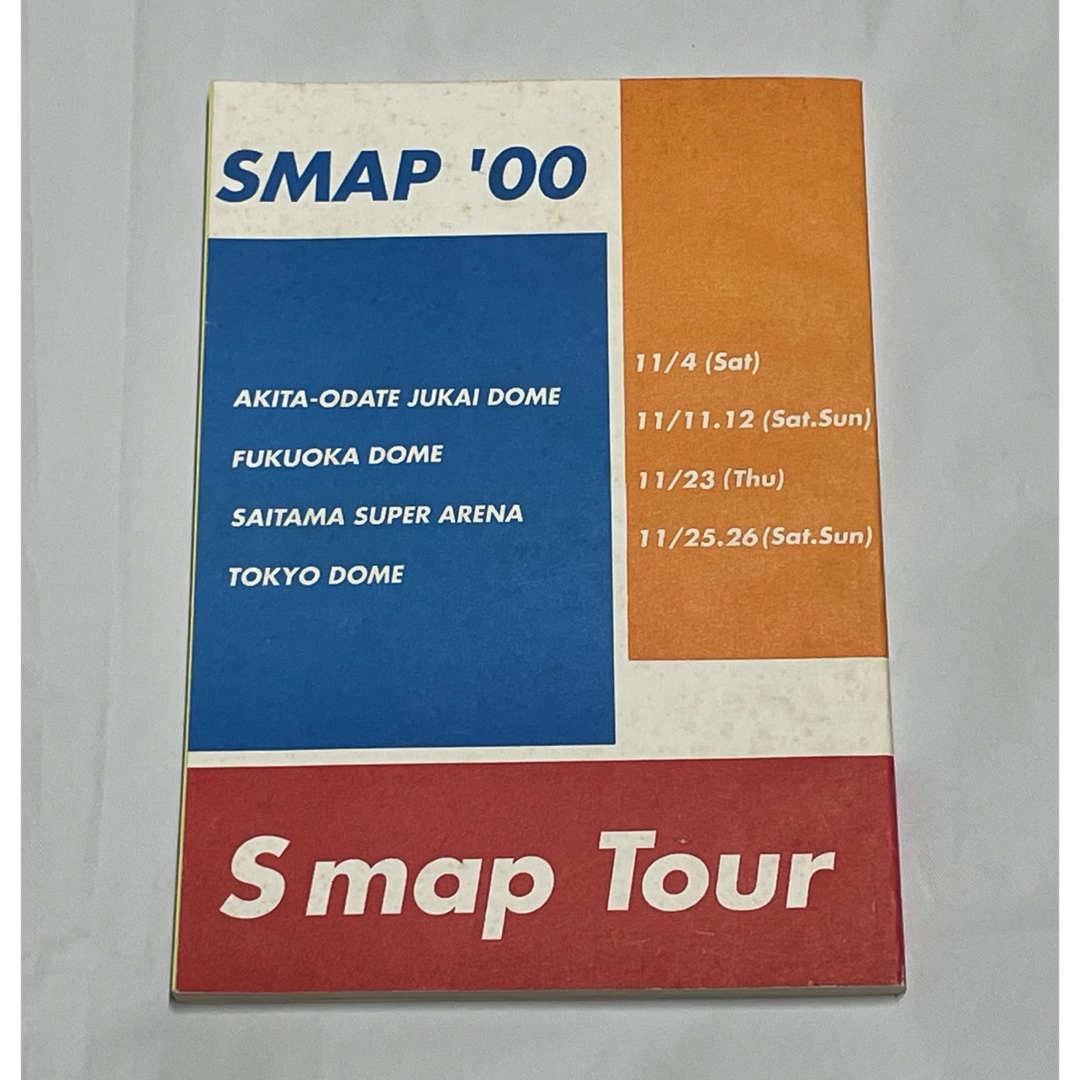 SMAP '00
AKITA-ODATE JUKAI DOME
FUKUOKA DOME
SAITAMA SUPER ARENA
TOKYO DOME
11/4 (Sat)
11/11.12 (Sat.Sun)
11/23 (Thu)
11/25.26 (Sat.Sun)
Smap Tour